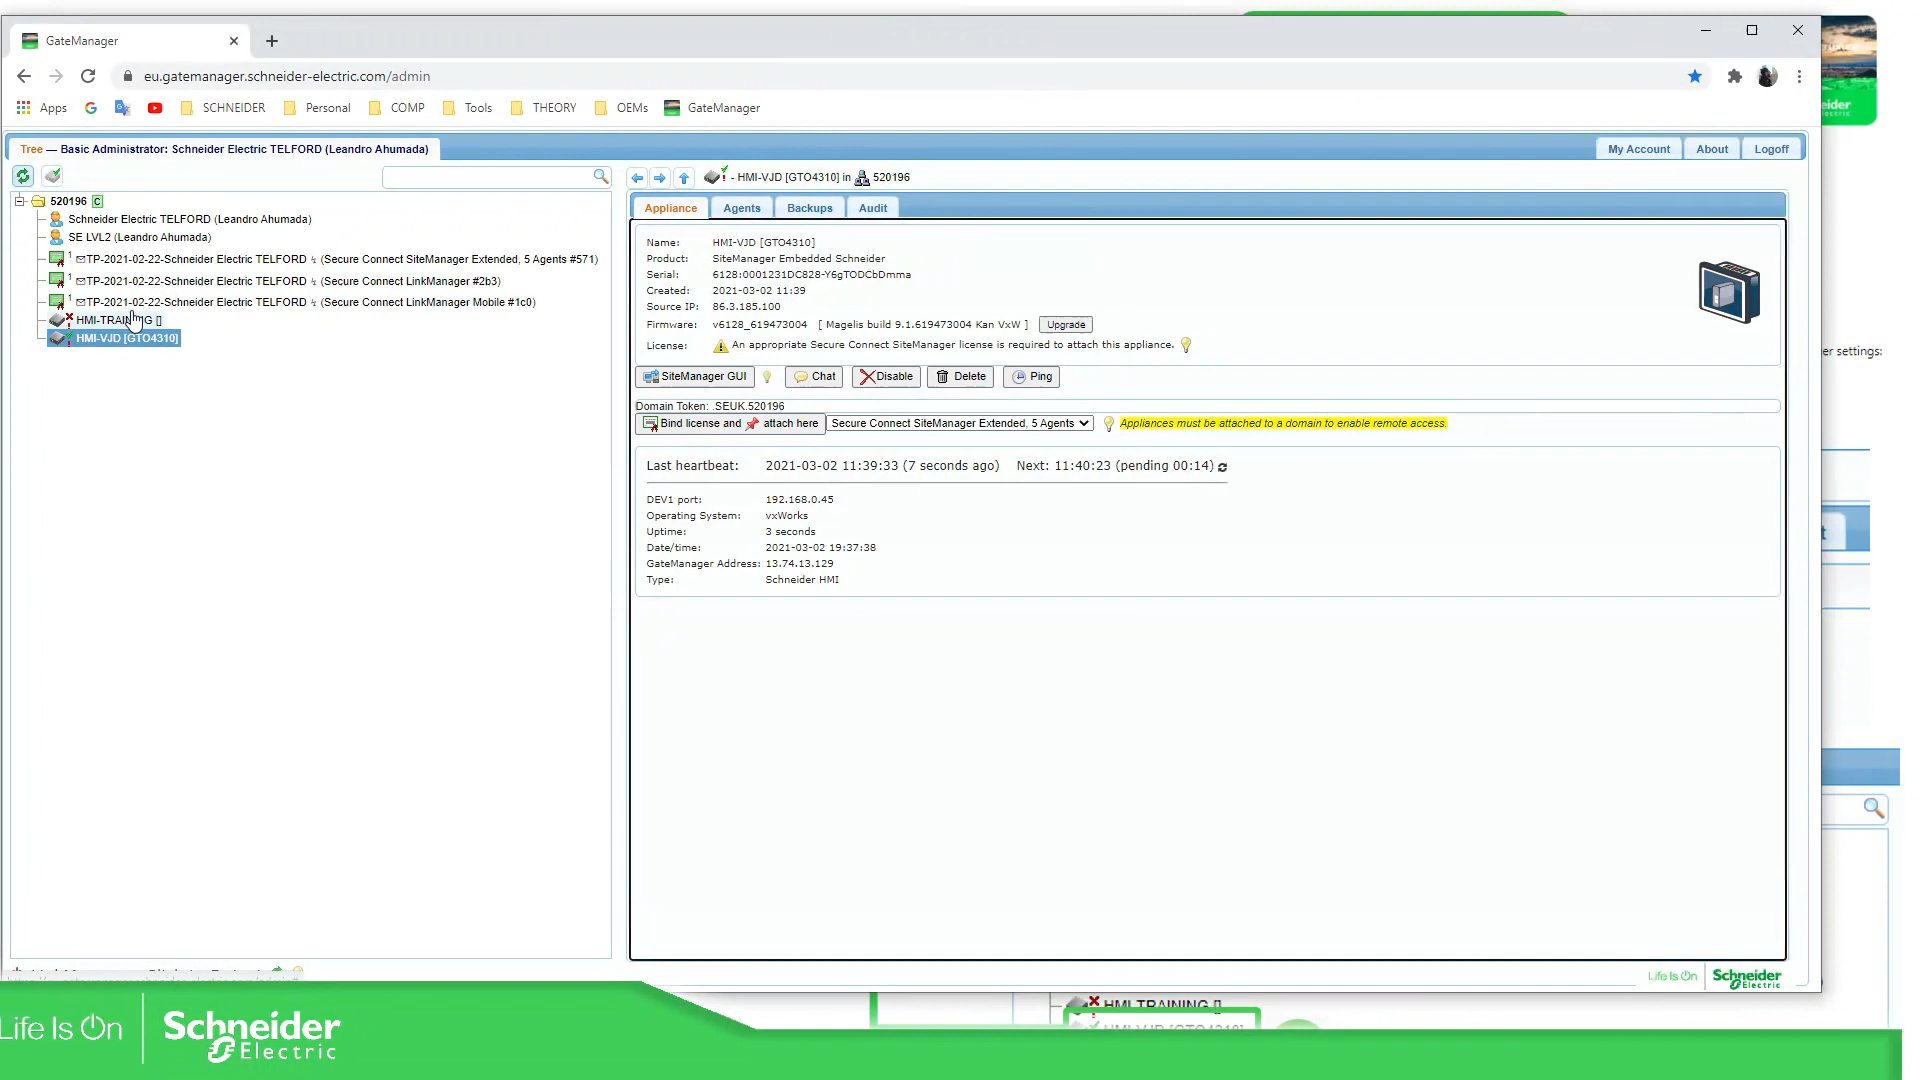 GateManager
eu.gatemanager.schneider-electric.com/admin
Apps SCHNEIDER Personal COMP Tools THEORY OEMs GateManager
Tree — Basic Administrator: Schneider Electric TELFORD (Leandro Ahumada)
My Account About Logoff
520196 C
Schneider Electric TELFORD (Leandro Ahumada)
SE LVL2 (Leandro Ahumada)
1 TP-2021-02-22-Schneider Electric TELFORD (Secure Connect SiteManager Extended, 5 Agents #571)
1 TP-2021-02-22-Schneider Electric TELFORD (Secure Connect LinkManager #2b3)
1 TP-2021-02-22-Schneider Electric TELFORD (Secure Connect LinkManager Mobile #1c0)
HMI-TRAINING []
HMI-VJD [GTO4310]
- HMI-VJD [GTO4310] in 520196
Appliance Agents Backups Audit
Name: HMI-VJD [GTO4310]
Product: SiteManager Embedded Schneider
Serial: 6128:0001231DC828-Y6gTODCbDmma
Created: 2021-03-02 11:39
Source IP: 86.3.185.100
Firmware: v6128_619473004 [ Magelis build 9.1.619473004 Kan VxW ] Upgrade
License: An appropriate Secure Connect SiteManager license is required to attach this appliance.
SiteManager GUI Chat Disable Delete Ping
Domain Token: .SEUK.520196
Bind license and attach here Secure Connect SiteManager Extended, 5 Agents Appliances must be attached to a domain to enable remote access.
Last heartbeat: 2021-03-02 11:39:33 (7 seconds ago) Next: 11:40:23 (pending 00:14)
DEV1 port: 192.168.0.45
Operating System: vxWorks
Uptime: 3 seconds
Date/time: 2021-03-02 19:37:38
GateManager Address: 13.74.13.129
Type: Schneider HMI
Life Is On Schneider Electric
eider
er settings:
t
HMI TRAINING []
HMI-VJD [GTO4310]
Life Is On Schneider Electric